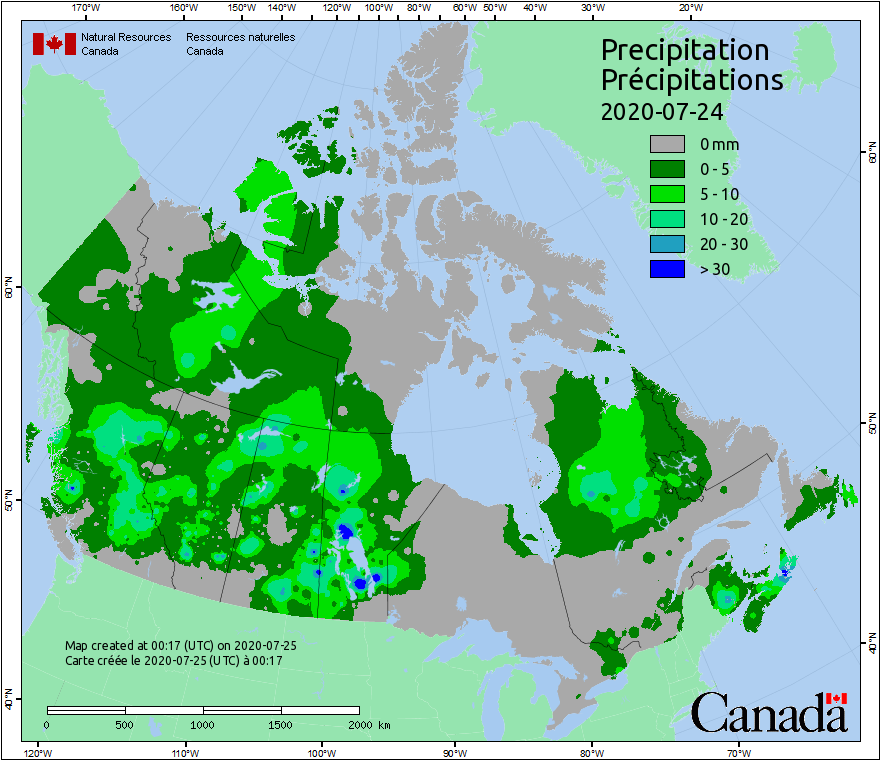 170°W 160°W 150°W 140°W 120°W 100°W 80°W 60°W 50°W 40°W 30°W 20°W
Natural Resources Ressources naturelles
Canada Canada
Precipitation
Précipitations
2020-07-24
0 mm
0 - 5
5 - 10
10 - 20
20 - 30
> 30
60°N
60°N
50°N
50°N
40°N
40°N
Map created at 00:17 (UTC) on 2020-07-25
Carte créée le 2020-07-25 (UTC) à 00:17
0 500 1000 1500 2000 km
Canada
120°W 110°W 100°W 90°W 80°W 70°W